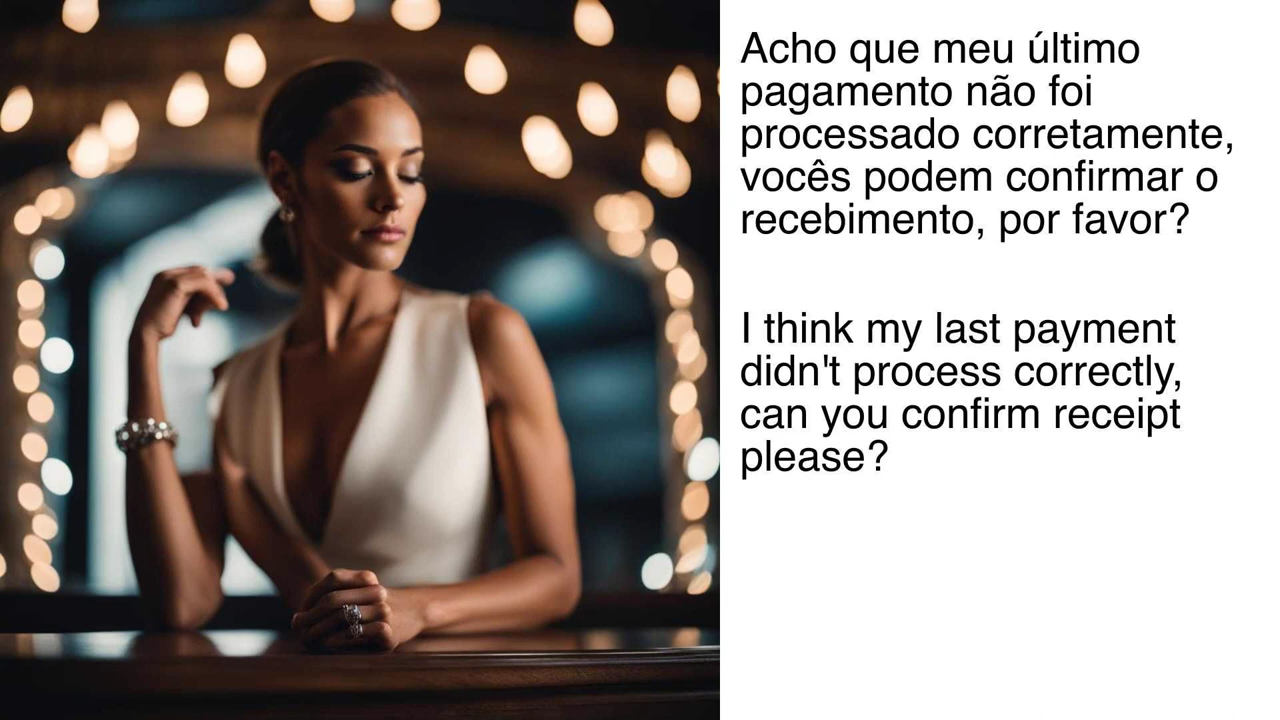 Acho que meu último
pagamento não foi
processado corretamente,
vocês podem confirmar o
recebimento, por favor?
I think my last payment
didn't process correctly,
can you confirm receipt
please?